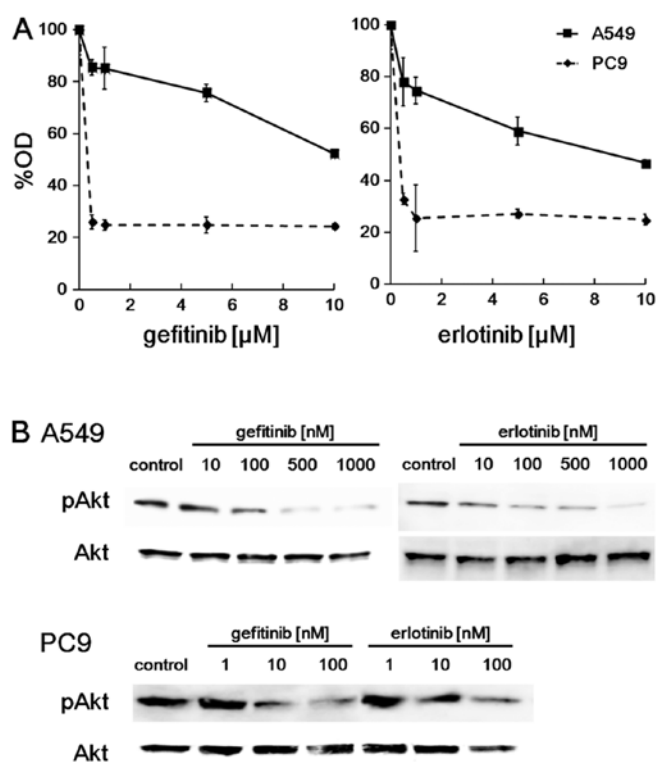 A
100
80
60
40
20
0
%OD
0 2 4 6 8 10
gefitinib [µM]
100
80
60
40
20
0
0 2 4 6 8 10
erlotinib [µM]
A549
PC9
B A549
gefitinib [nM]
control 10 100 500 1000
erlotinib [nM]
control 10 100 500 1000
pAkt
Akt
PC9
gefitinib [nM] erlotinib [nM]
control 1 10 100 1 10 100
pAkt
Akt